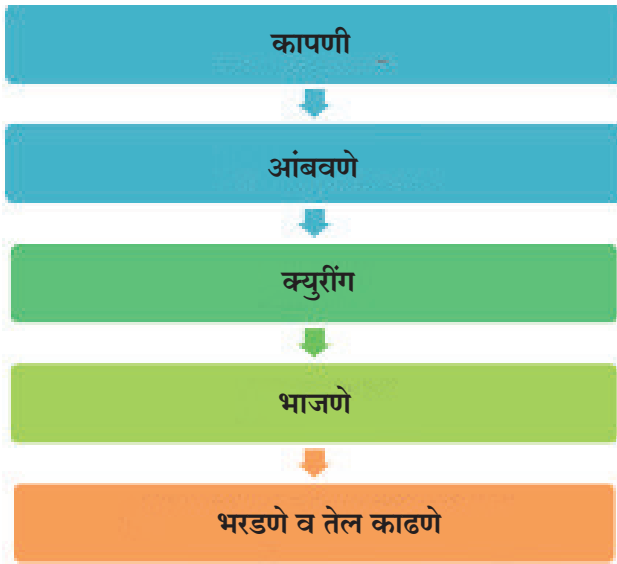 कापणी
आंबवणे
क्युरींग
भाजणे
भरडणे व तेल काढणे